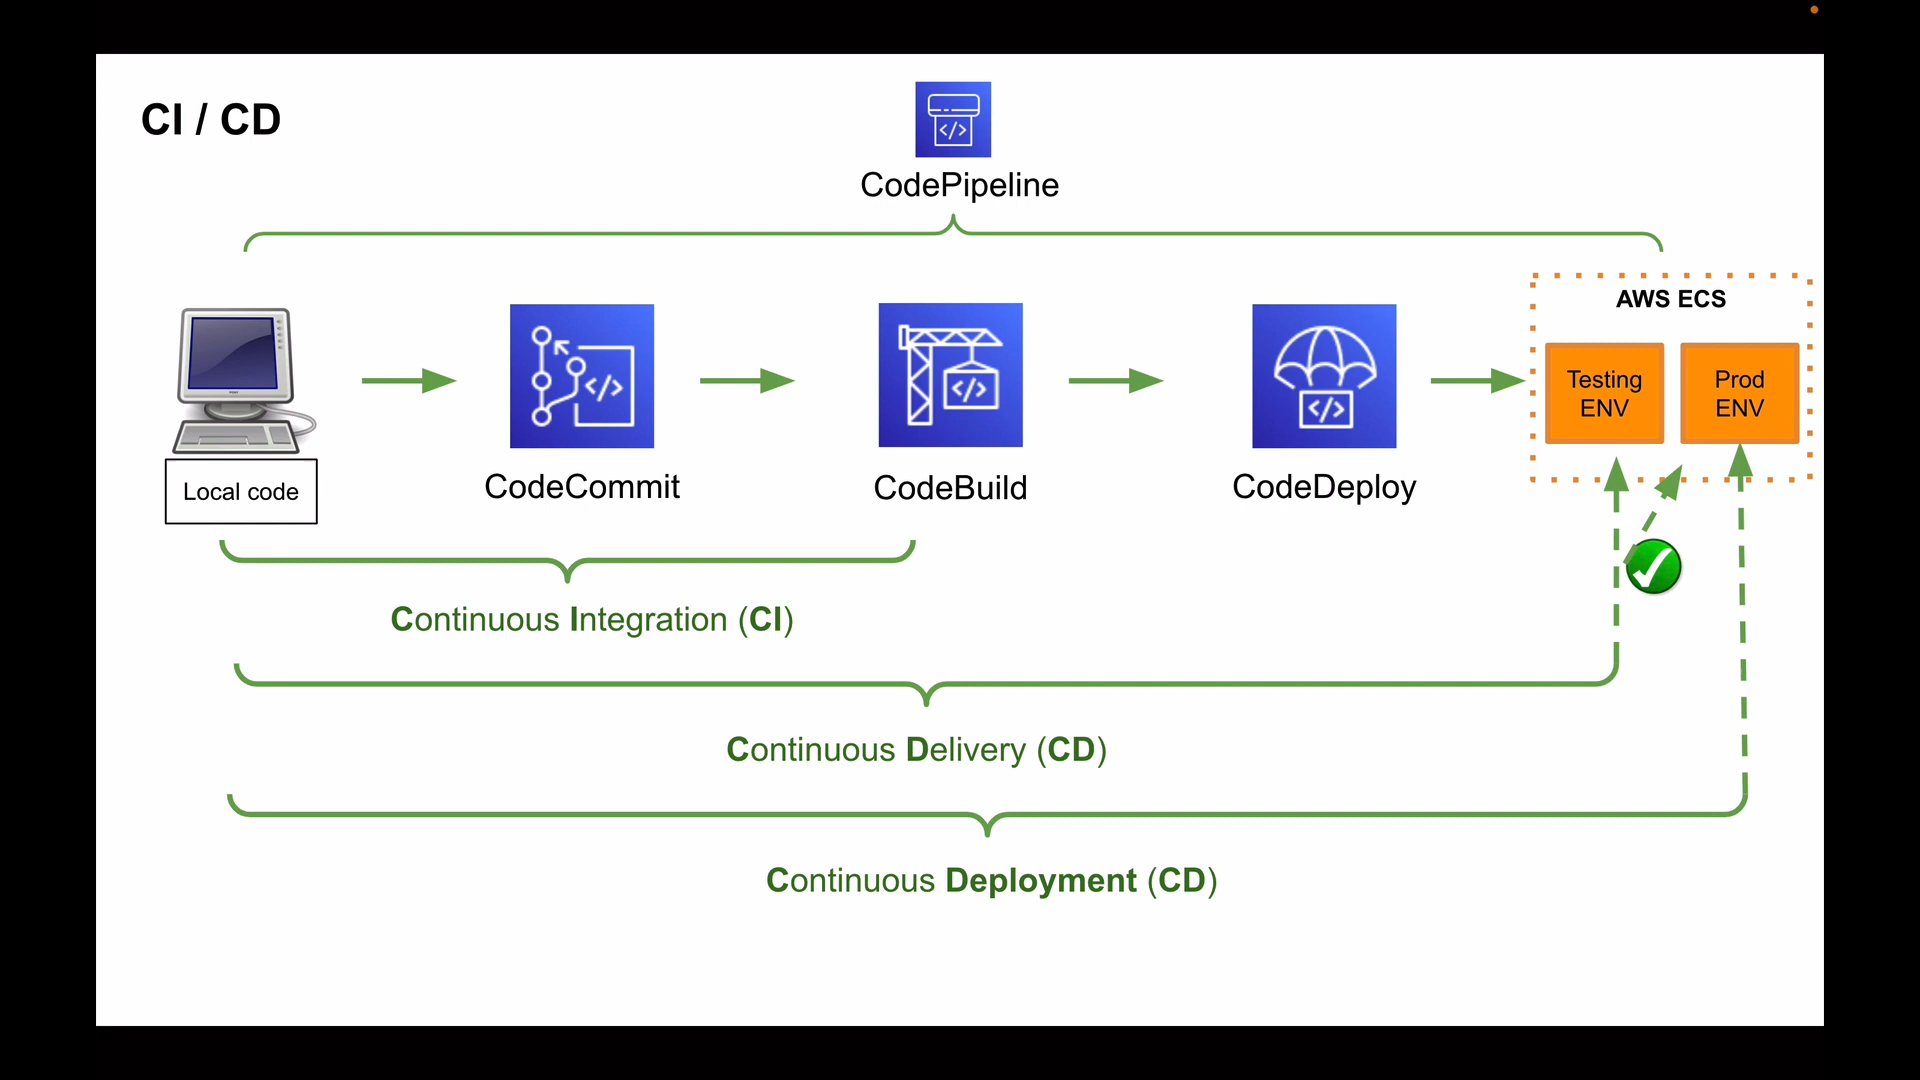 CI / CD
CodePipeline
AWS ECS
Testing
ENV
Prod
ENV
Local code
CodeCommit
CodeBuild
CodeDeploy
Continuous Integration (CI)
Continuous Delivery (CD)
Continuous Deployment (CD)